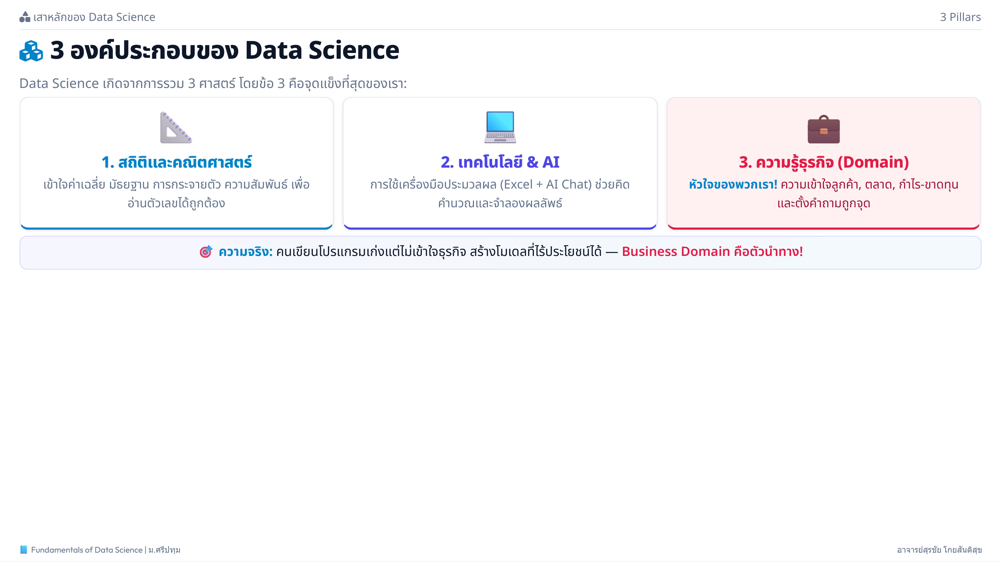 เสาหลักของ Data Science
3 Pillars
3 องค์ประกอบของ Data Science
Data Science เกิดจากการรวม 3 ศาสตร์ โดยข้อ 3 คือจุดแข็งที่สุดของเรา:
1. สถิติและคณิตศาสตร์
เข้าใจค่าเฉลี่ย มัธยฐาน การกระจายตัว ความสัมพันธ์ เพื่อ
อ่านตัวเลขได้ถูกต้อง
2. เทคโนโลยี & AI
การใช้เครื่องมือประมวลผล (Excel + AI Chat) ช่วยคิด
คำนวณและจำลองผลลัพธ์
3. ความรู้ธุรกิจ (Domain)
หัวใจของพวกเรา! ความเข้าใจลูกค้า, ตลาด, กำไร-ขาดทุน
และตั้งคำถามถูกจุด
ความจริง: คนเขียนโปรแกรมเก่งแต่ไม่เข้าใจธุรกิจ สร้างโมเดลที่ไร้ประโยชน์ได้ — Business Domain คือตัวนำทาง!
Fundamentals of Data Science | ม.ศรีปทุม
อาจารย์สุรชัย โกยสันติสุข